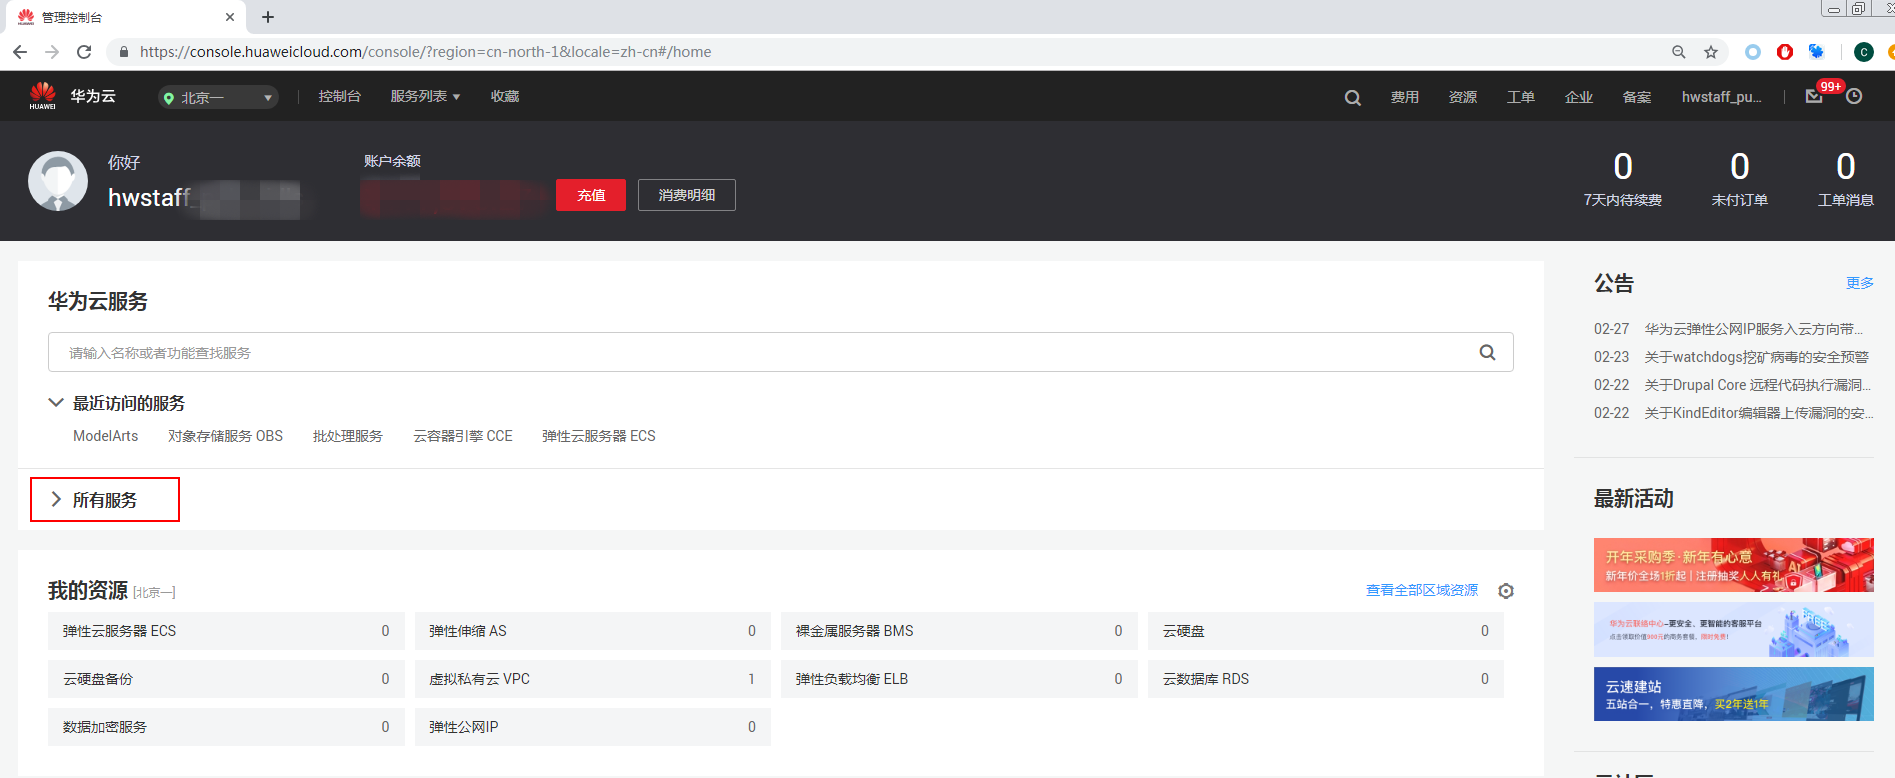 管理控制台
https://console.huaweicloud.com/console/?region=cn-north-1&locale=zh-cn#/home
C
HUAWEI 华为云 北京一 控制台 服务列表 收藏 费用 资源 工单 企业 备案 hwstaff_pu... 99+
你好
hwstaff
账户余额
充值 消费明细
0 0 0
7天内待续费 未付订单 工单消息
华为云服务
请输入名称或者功能查找服务
最近访问的服务
ModelArts 对象存储服务 OBS 批处理服务 云容器引擎 CCE 弹性云服务器 ECS
所有服务
我的资源 [北京一] 查看全部区域资源
弹性云服务器 ECS 0 弹性伸缩 AS 0 裸金属服务器 BMS 0 云硬盘 0
云硬盘备份 0 虚拟私有云 VPC 1 弹性负载均衡 ELB 0 云数据库 RDS 0
数据加密服务 0 弹性公网IP 0
公告 更多
02-27 华为云弹性公网IP服务入云方向带...
02-23 关于watchdogs挖矿病毒的安全预警
02-22 关于Drupal Core 远程代码执行漏洞...
02-22 关于KindEditor编辑器上传漏洞的安...
最新活动
开年采购季·新年有心意
新年价全场1折起 | 注册抽奖人人有礼
AI
华为云联络中心-更安全、更智能的客服平台
点击领取价值900元的商务套餐，限时免费！
云速建站
五站合一，特惠直降，买2年送1年